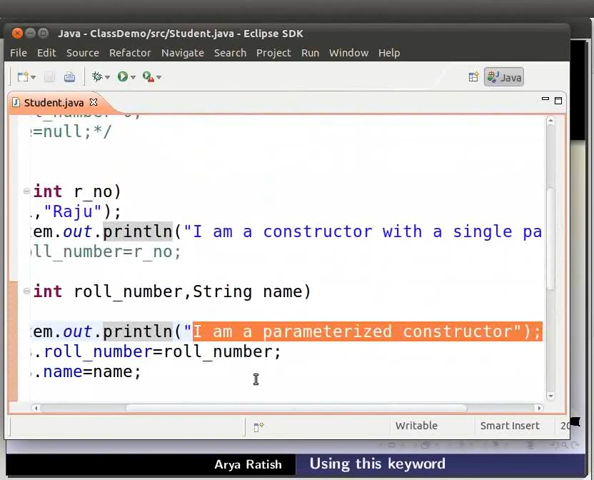 Java - ClassDemo/src/Student.java - Eclipse SDK
File Edit Source Refactor Navigate Search Project Run Window Help
Java
Student.java
=null;*/
int r_no)
,"Raju");
em.out.println("I am a constructor with a single pa
oll_number=r_no;
int roll_number,String name)
em.out.println("I am a parameterized constructor");
.roll_number=roll_number;
.name=name;
Writable Smart Insert 20
Arya Ratish Using this keyword